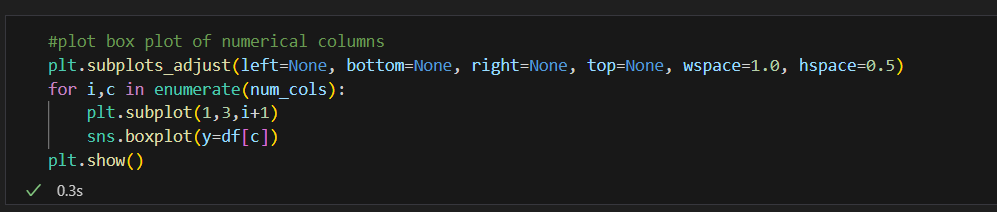 #plot box plot of numerical columns
plt.subplots_adjust(left=None, bottom=None, right=None, top=None, wspace=1.0, hspace=0.5)
for i,c in enumerate(num_cols):
    plt.subplot(1,3,i+1)
    sns.boxplot(y=df[c])
plt.show()
0.3s